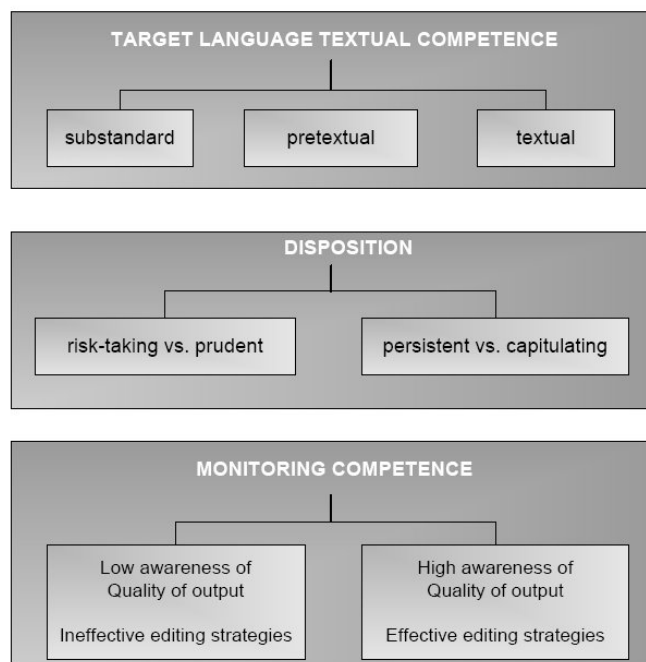 TARGET LANGUAGE TEXTUAL COMPETENCE
substandard
pretextual
textual
DISPOSITION
risk-taking vs. prudent
persistent vs. capitulating
MONITORING COMPETENCE
Low awareness of
Quality of output
Ineffective editing strategies
High awareness of
Quality of output
Effective editing strategies